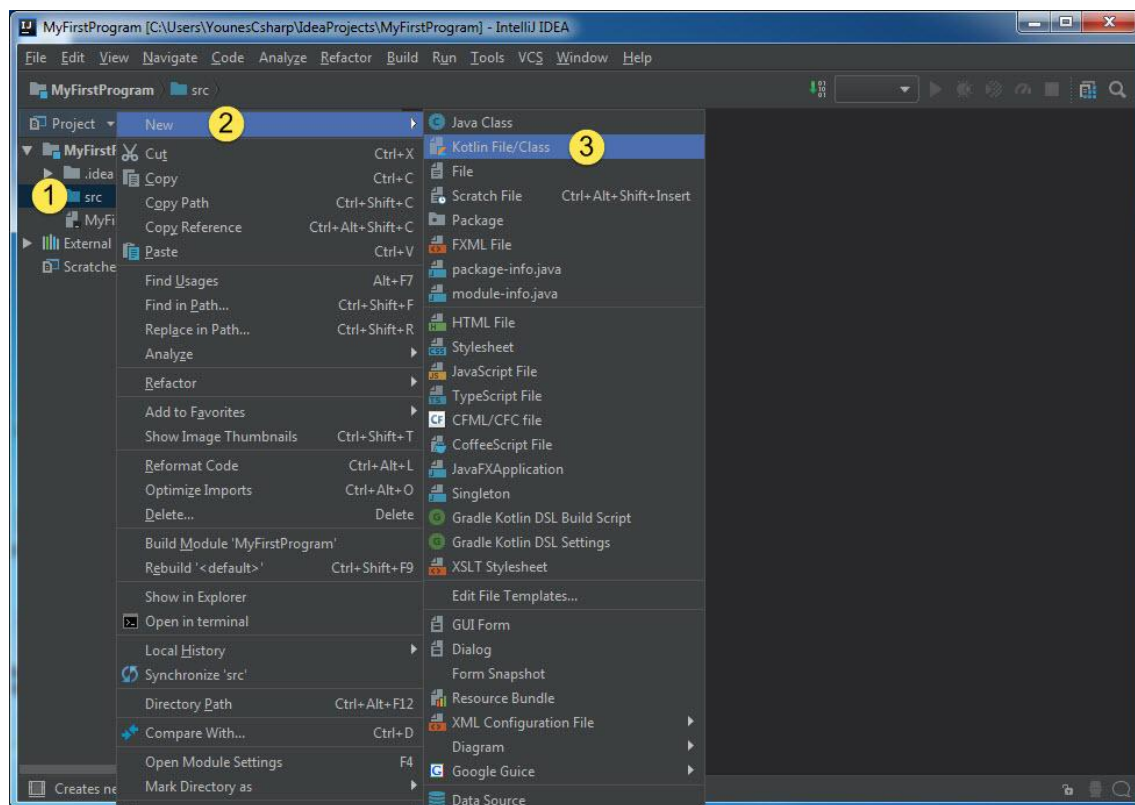 MyFirstProgram [C:\Users\YounesCsharp\IdeaProjects\MyFirstProgram] - IntelliJ IDEA
File Edit View Navigate Code Analyze Refactor Build Run Tools VCS Window Help
MyFirstProgram src
Project
MyFirstF
.idea
1 src
MyFi
External
Scratche
New 2
Cut Ctrl+X
Copy Ctrl+C
Copy Path Ctrl+Shift+C
Copy Reference Ctrl+Alt+Shift+C
Paste Ctrl+V
Find Usages Alt+F7
Find in Path... Ctrl+Shift+F
Replace in Path... Ctrl+Shift+R
Analyze
Refactor
Add to Favorites
Show Image Thumbnails Ctrl+Shift+T
Reformat Code Ctrl+Alt+L
Optimize Imports Ctrl+Alt+O
Delete... Delete
Build Module 'MyFirstProgram'
Rebuild '<default>' Ctrl+Shift+F9
Show in Explorer
Open in terminal
Local History
Synchronize 'src'
Directory Path Ctrl+Alt+F12
Compare With... Ctrl+D
Open Module Settings F4
Mark Directory as
Java Class
Kotlin File/Class 3
File
Scratch File Ctrl+Alt+Shift+Insert
Package
FXML File
package-info.java
module-info.java
HTML File
Stylesheet
JavaScript File
TypeScript File
CFML/CFC file
CoffeeScript File
JavaFXApplication
Singleton
Gradle Kotlin DSL Build Script
Gradle Kotlin DSL Settings
XSLT Stylesheet
Edit File Templates...
GUI Form
Dialog
Form Snapshot
Resource Bundle
XML Configuration File
Diagram
Google Guice
Data Source
Creates ne